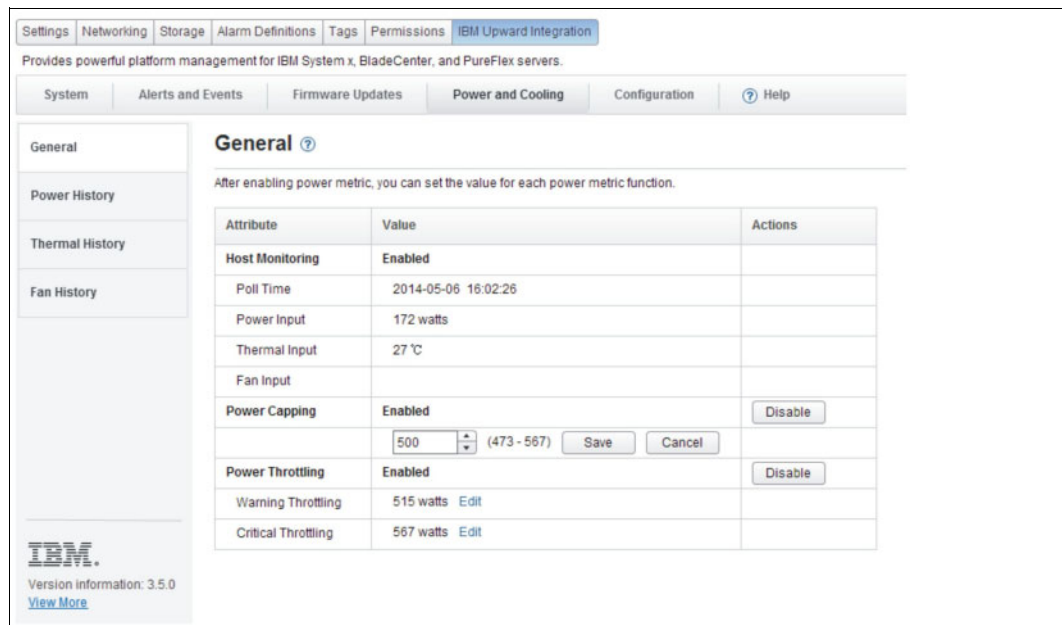 Settings Networking Storage Alarm Definitions Tags Permissions IBM Upward Integration
Provides powerful platform management for IBM System x, BladeCenter, and PureFlex servers.
System Alerts and Events Firmware Updates Power and Cooling Configuration ? Help
General
Power History
Thermal History
Fan History
General ?
After enabling power metric, you can set the value for each power metric function.
Attribute Value Actions
Host Monitoring Enabled
Poll Time 2014-05-06 16:02:26
Power Input 172 watts
Thermal Input 27 ℃
Fan Input
Power Capping Enabled Disable
500 (473 - 567) Save Cancel
Power Throttling Enabled Disable
Warning Throttling 515 watts Edit
Critical Throttling 567 watts Edit
IBM.
Version information: 3.5.0
View More